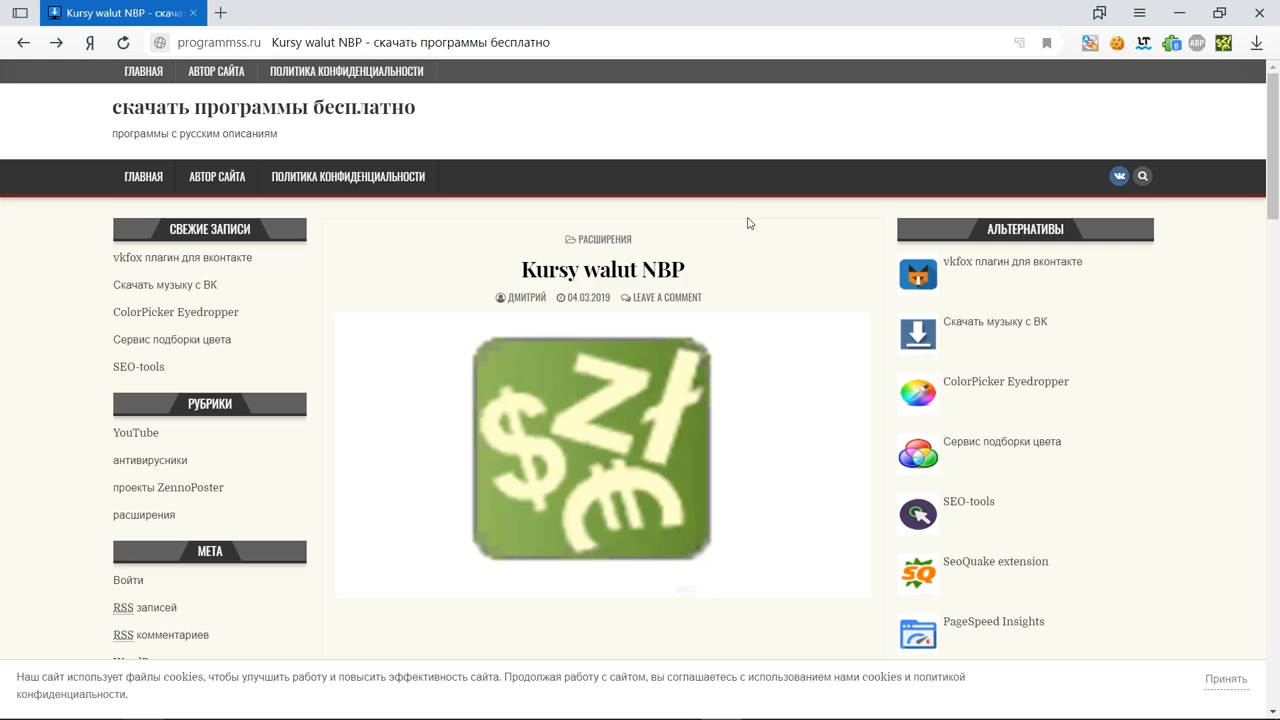 Kursy walut NBP - скача
programmss.ru Kursy walut NBP - скачать программы бесплатно
ГЛАВНАЯ АВТОР САЙТА ПОЛИТИКА КОНФИДЕНЦИАЛЬНОСТИ
скачать программы бесплатно
программы с русским описаниям
ГЛАВНАЯ АВТОР САЙТА ПОЛИТИКА КОНФИДЕНЦИАЛЬНОСТИ
СВЕЖИЕ ЗАПИСИ
vkfox плагин для вконтакте
Скачать музыку с ВК
ColorPicker Eyedropper
Сервис подборки цвета
SEO-tools
РУБРИКИ
YouTube
антивирусники
проекты ZennoPoster
расширения
МЕТА
Войти
RSS записей
RSS комментариев
РАСШИРЕНИЯ
Kursy walut NBP
ДМИТРИЙ 04.03.2019 LEAVE A COMMENT
$ zł €
АЛЬТЕРНАТИВЫ
vkfox плагин для вконтакте
Скачать музыку с ВК
ColorPicker Eyedropper
Сервис подборки цвета
SEO-tools
SeoQuake extension
PageSpeed Insights
Наш сайт использует файлы cookies, чтобы улучшить работу и повысить эффективность сайта. Продолжая работу с сайтом, вы соглашаетесь с использованием нами cookies и политикой
конфиденциальности.
Принять